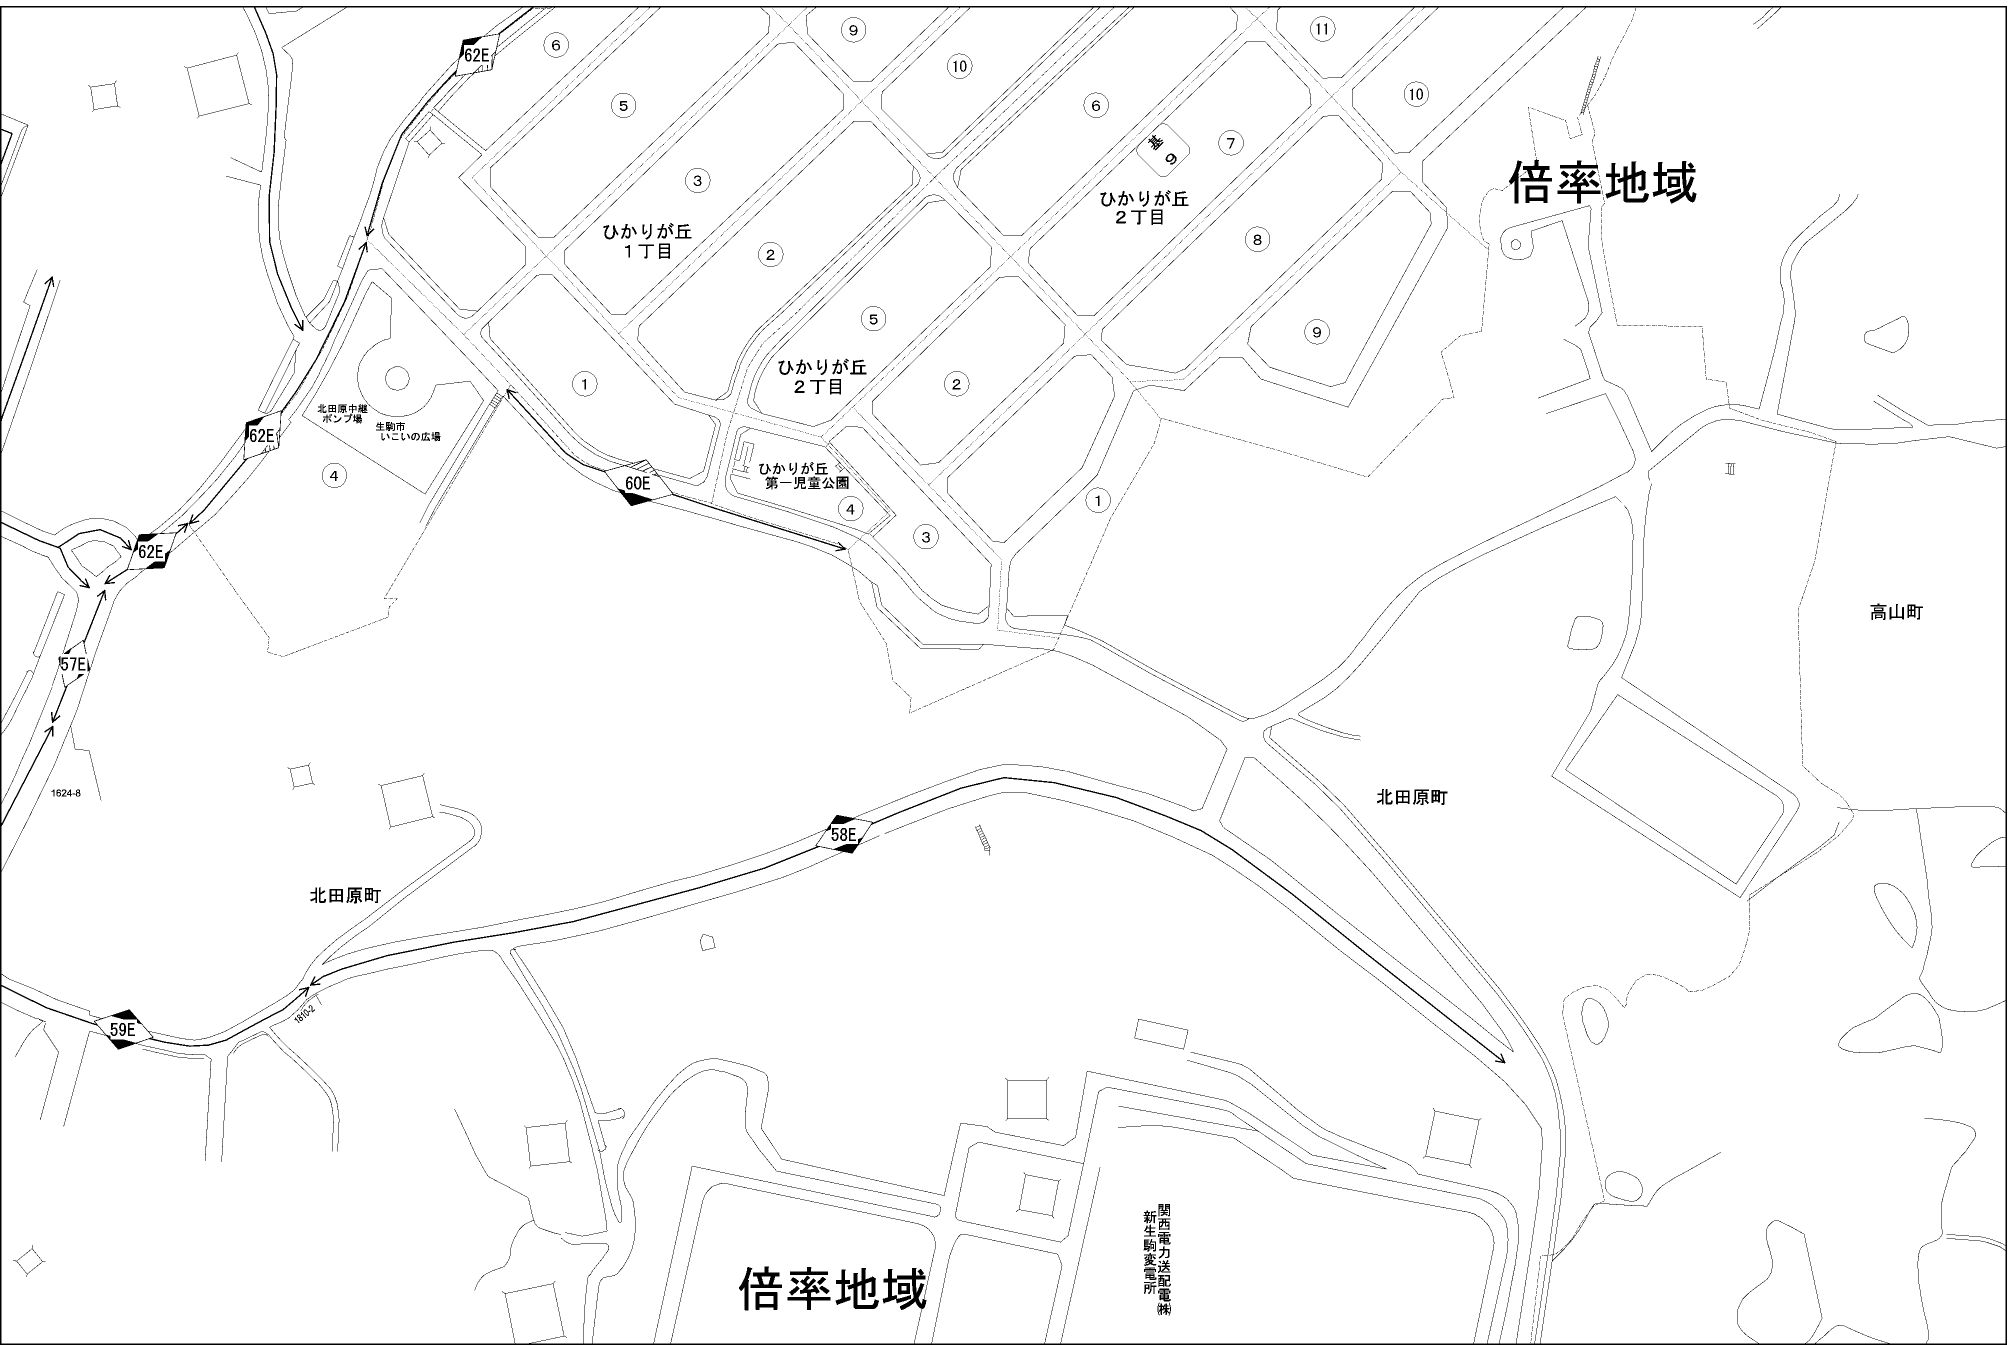 62E
6
9
11
10
10
5
6
基
9
7
倍率地域
3
ひかりが丘
2丁目
ひかりが丘
1丁目
2
8
5
9
ひかりが丘
2丁目
1
2
北田原中継
ポンプ場
生駒市
いこいの広場
62E
4
60E
ひかりが丘
第一児童公園
4
1
3
62E
高山町
57E
1624-8
北田原町
58E
北田原町
1810-2
59E
関西電力送配電㈱
新生駒変電所
倍率地域